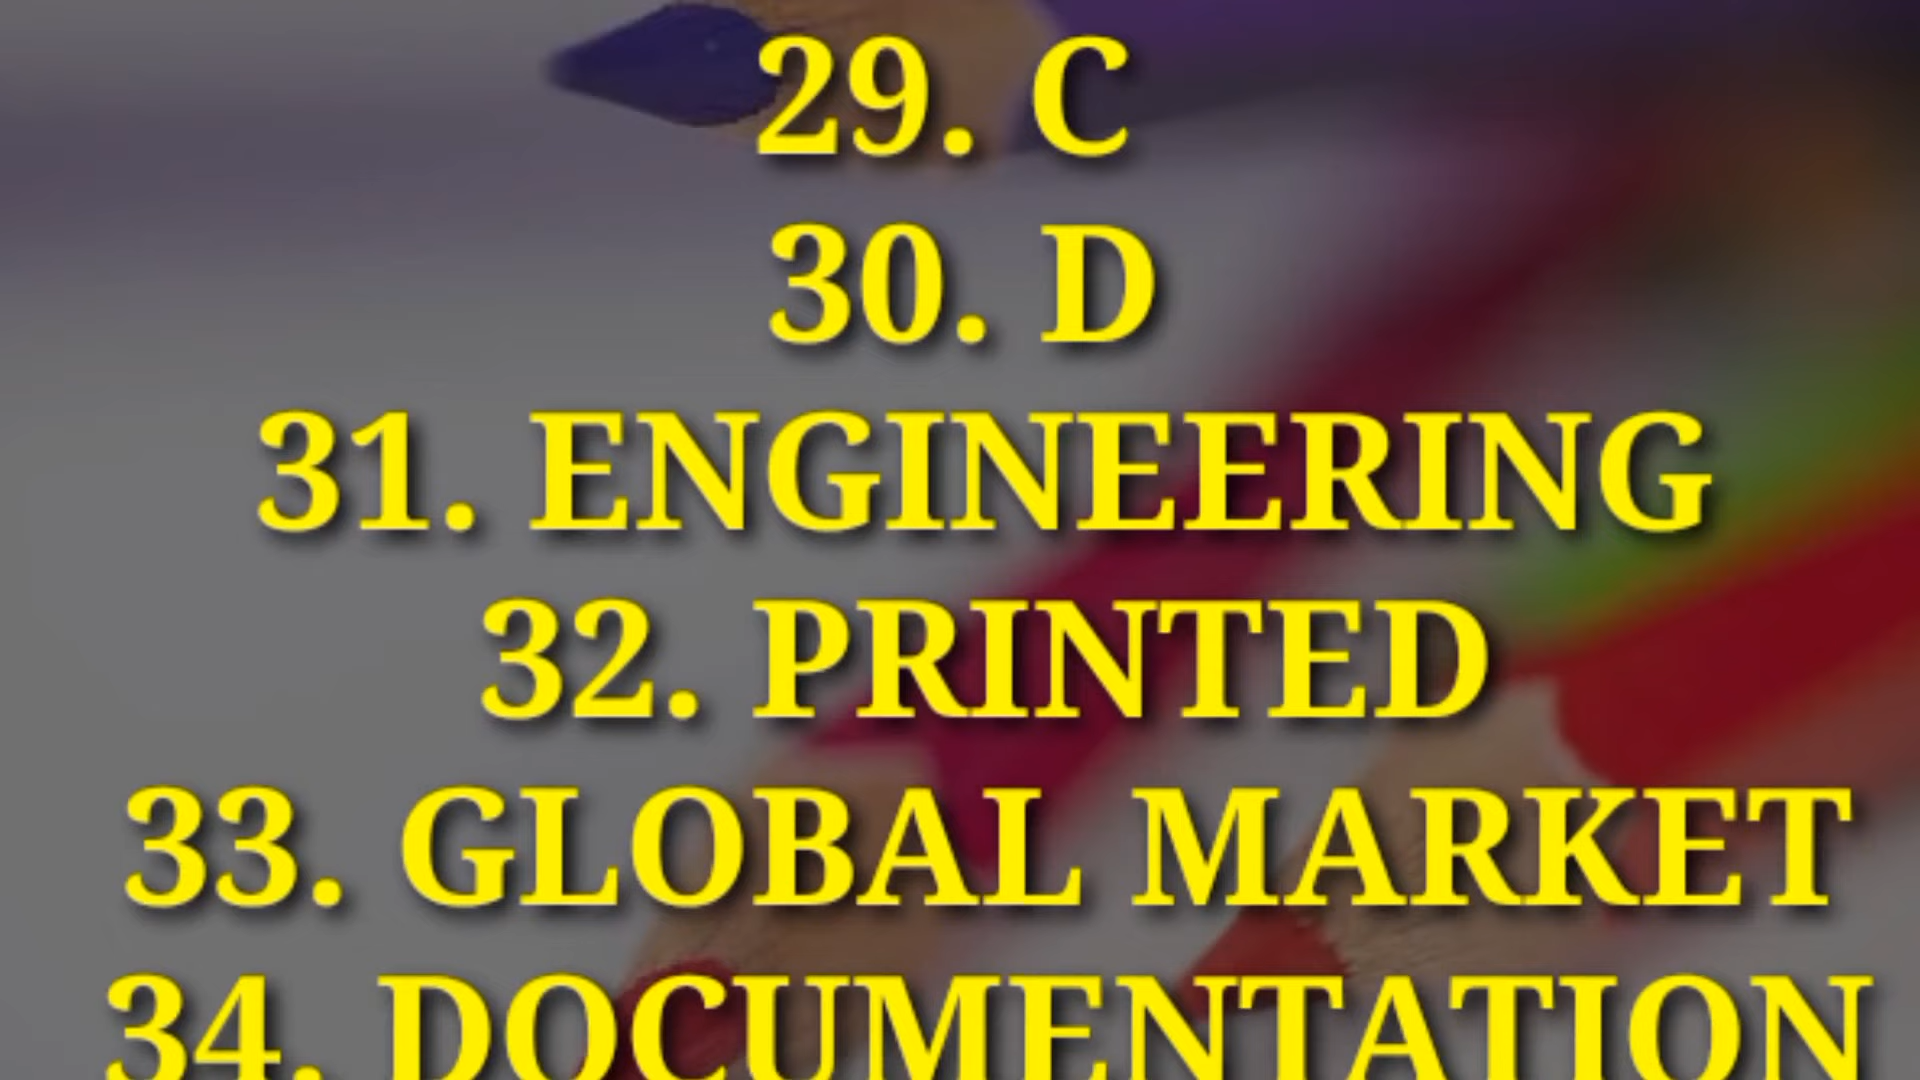 29. C
30. D
31. ENGINEERING
32. PRINTED
33. GLOBAL MARKET
34. DOCUMENTATION